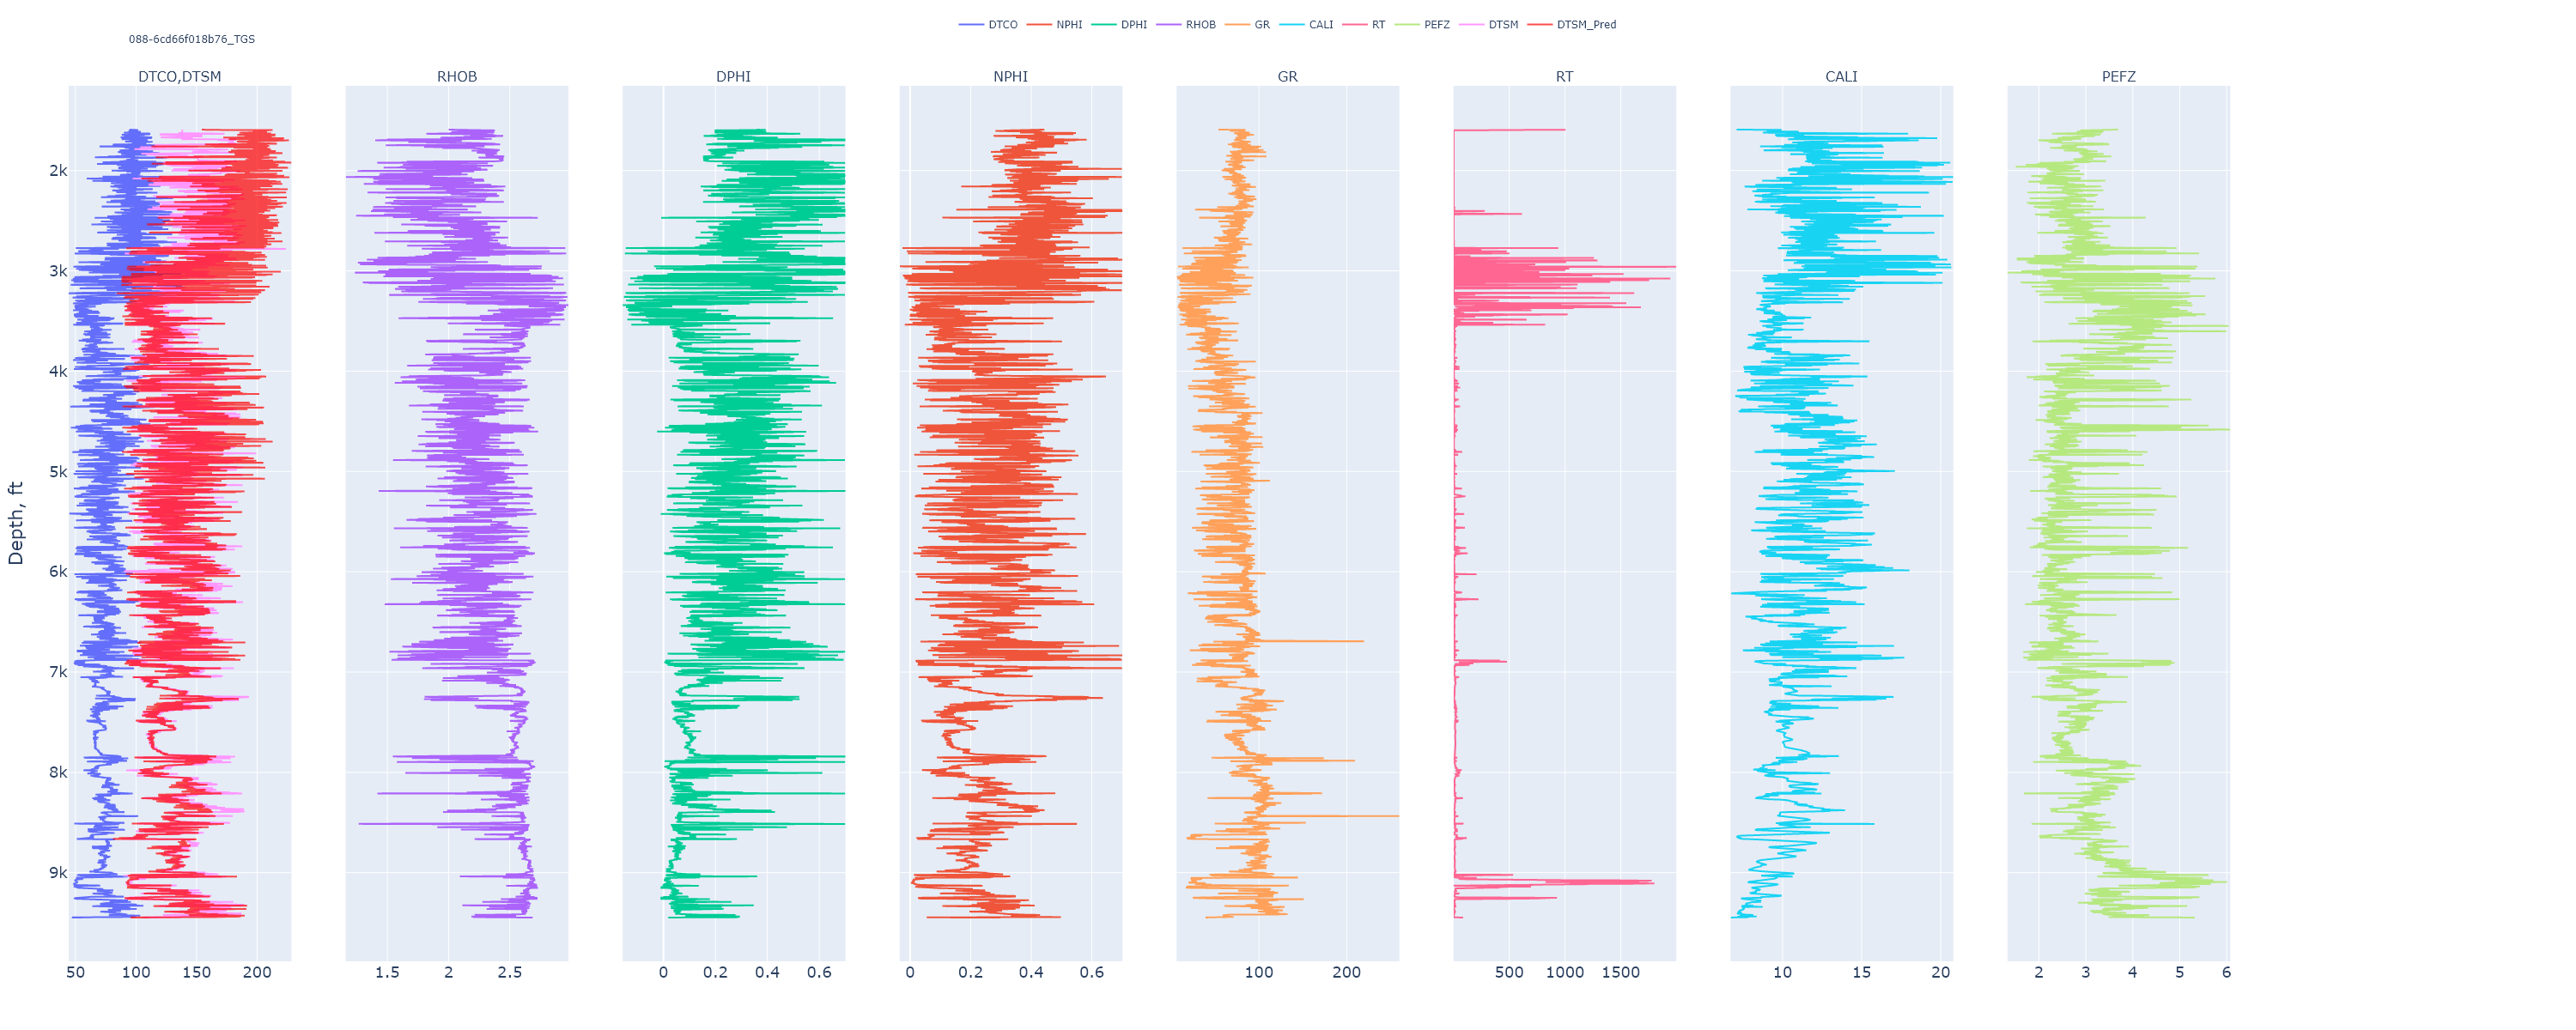 DTCO NPHI DPHI RHOB GR CALI RT PEFZ DTSM DTSM_Pred
088-6cd66f018b76_TGS
DTCO,DTSM RHOB DPHI NPHI GR RT CALI PEFZ
Depth, ft
2k
3k
4k
5k
6k
7k
8k
9k
50 100 150 200 1.5 2 2.5 0 0.2 0.4 0.6 0 0.2 0.4 0.6 100 200 500 1000 1500 10 15 20 2 3 4 5 6